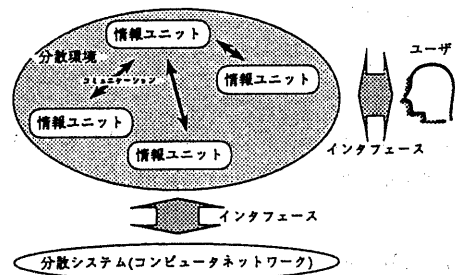 情報ユニット
分散環境
ユーザ
コミュニケーション
情報ユニット
情報ユニット
情報ユニット
インタフェース
インタフェース
分散システム(コンピュータネットワーク)